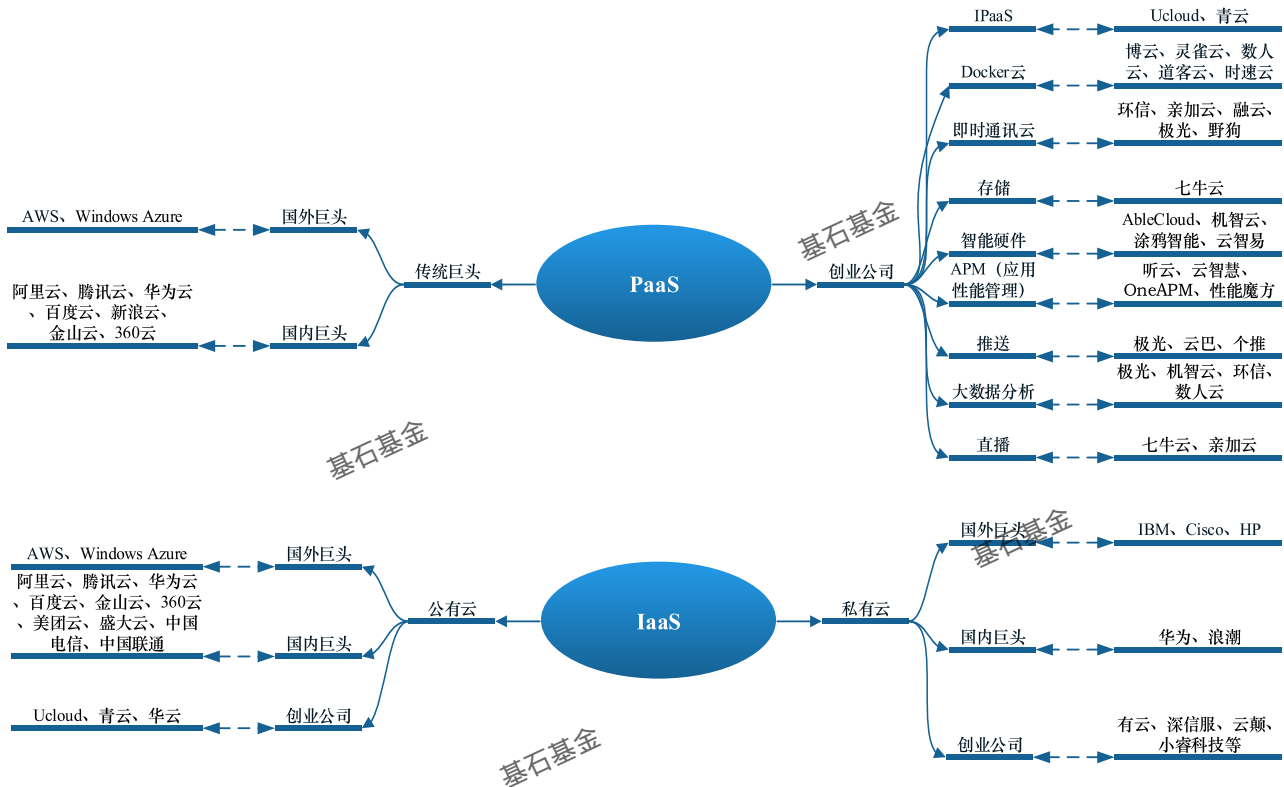 IPaaS
Ucloud、青云
Docker云
博云、灵雀云、数人
云、道客云、时速云
即时通讯云
环信、亲加云、融云、
极光、野狗
存储
七牛云
智能硬件
AbleCloud、机智云、
涂鸦智能、云智易
APM（应用
性能管理）
听云、云智慧、
OneAPM、性能魔方
推送
极光、云巴、个推
大数据分析
极光、机智云、环信、
数人云
直播
七牛云、亲加云
创业公司
PaaS
传统巨头
国外巨头
AWS、Windows Azure
国内巨头
阿里云、腾讯云、华为云
、百度云、新浪云、
金山云、360云
基石基金
基石基金
IaaS
公有云
国外巨头
AWS、Windows Azure
国内巨头
阿里云、腾讯云、华为云
、百度云、金山云、360云
、美团云、盛大云、中国
电信、中国联通
创业公司
Ucloud、青云、华云
私有云
国外巨头
IBM、Cisco、HP
国内巨头
华为、浪潮
创业公司
有云、深信服、云颠、
小睿科技等
基石基金
基石基金